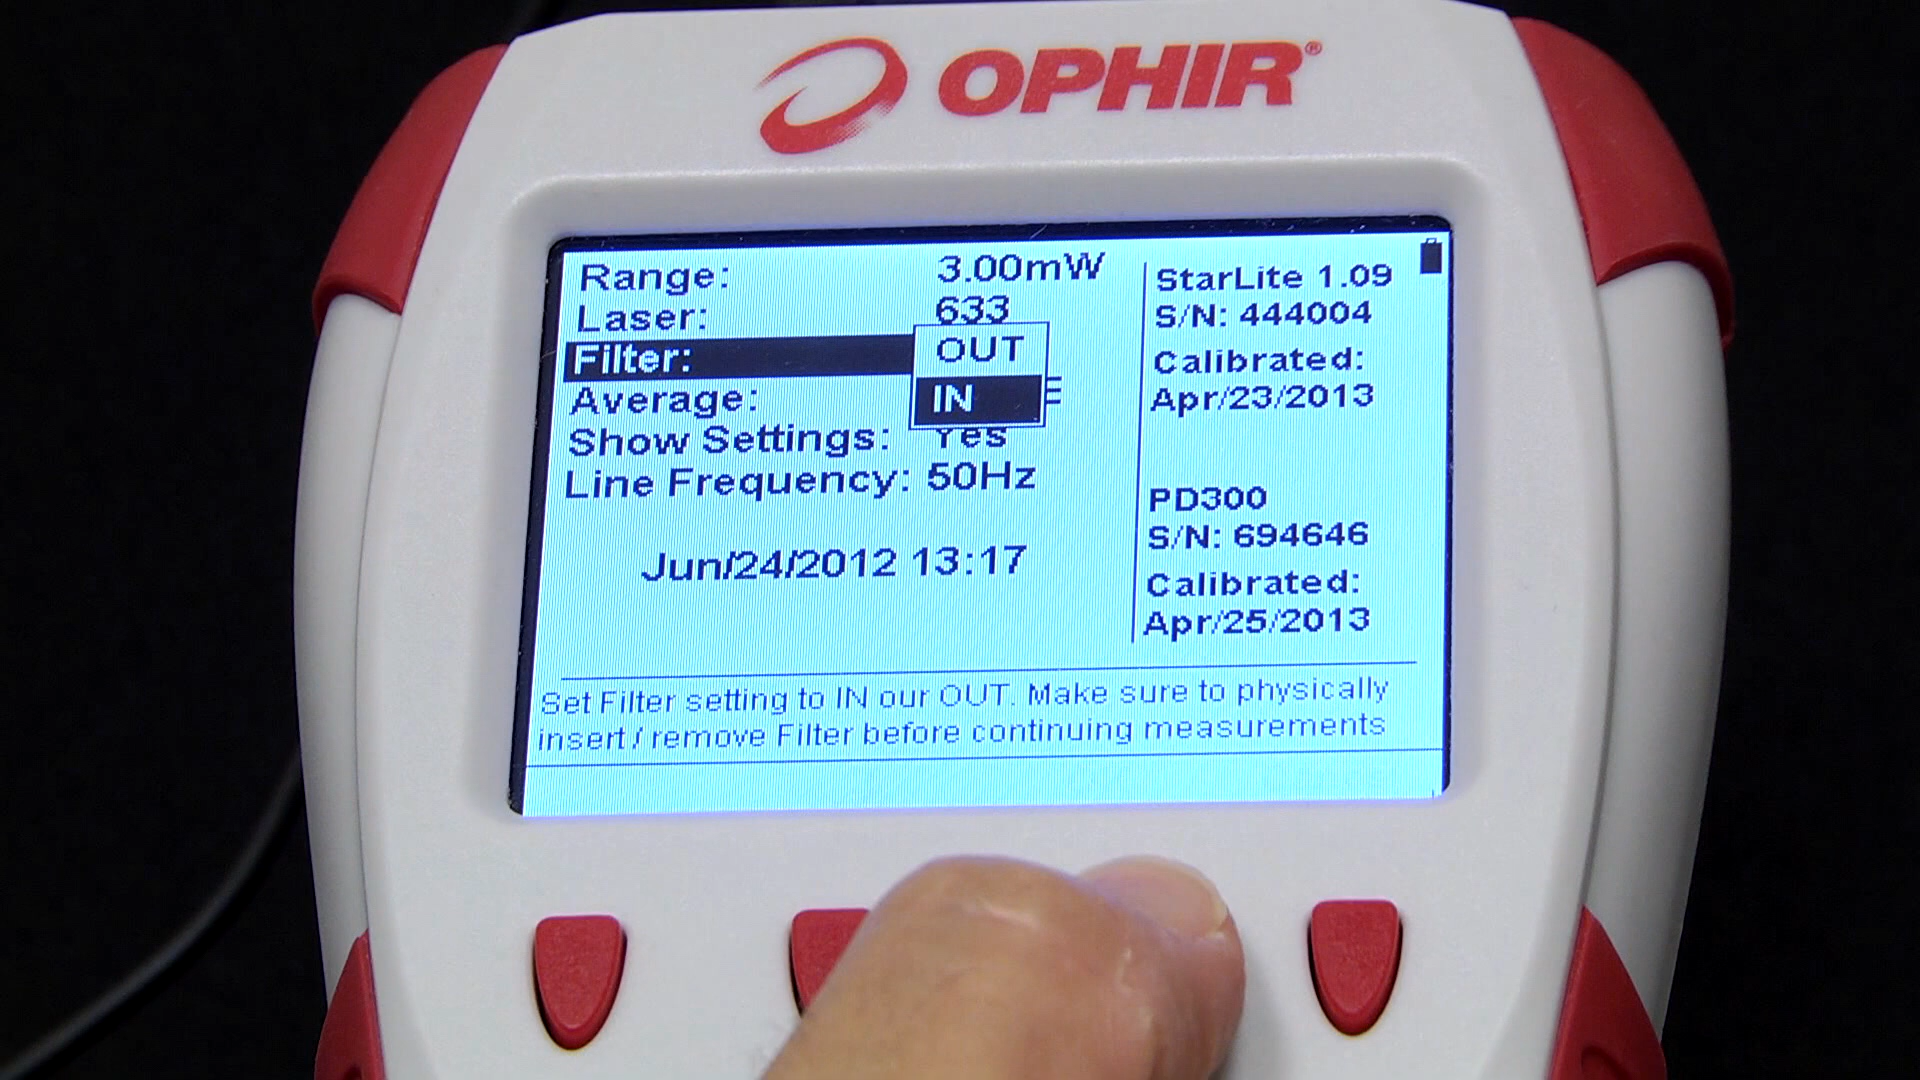 OPHIR®
Range: 3.00mW
Laser: 633
Filter: OUT
IN
Average:
Show Settings: Yes
Line Frequency: 50Hz
Jun/24/2012 13:17
StarLite 1.09
S/N: 444004
Calibrated:
Apr/23/2013
PD300
S/N: 694646
Calibrated:
Apr/25/2013
Set Filter setting to IN our OUT. Make sure to physically
insert / remove Filter before continuing measurements